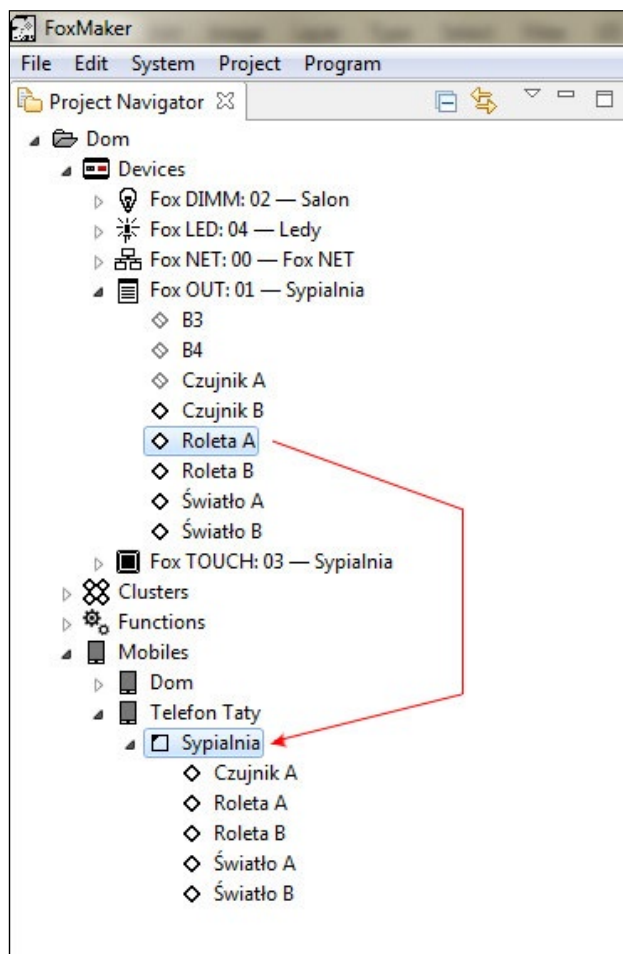 FoxMaker
File Edit System Project Program
Project Navigator
Dom
Devices
Fox DIMM: 02 — Salon
Fox LED: 04 — Ledy
Fox NET: 00 — Fox NET
Fox OUT: 01 — Sypialnia
B3
B4
Czujnik A
Czujnik B
Roleta A
Roleta B
Światło A
Światło B
Fox TOUCH: 03 — Sypialnia
Clusters
Functions
Mobiles
Dom
Telefon Taty
Sypialnia
Czujnik A
Roleta A
Roleta B
Światło A
Światło B